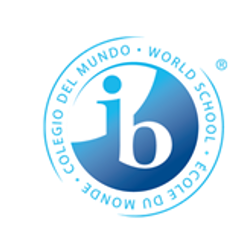 COLEGIO DEL MUNDO · WORLD SCHOOL · ÉCOLE DU MONDE ·
®
ib